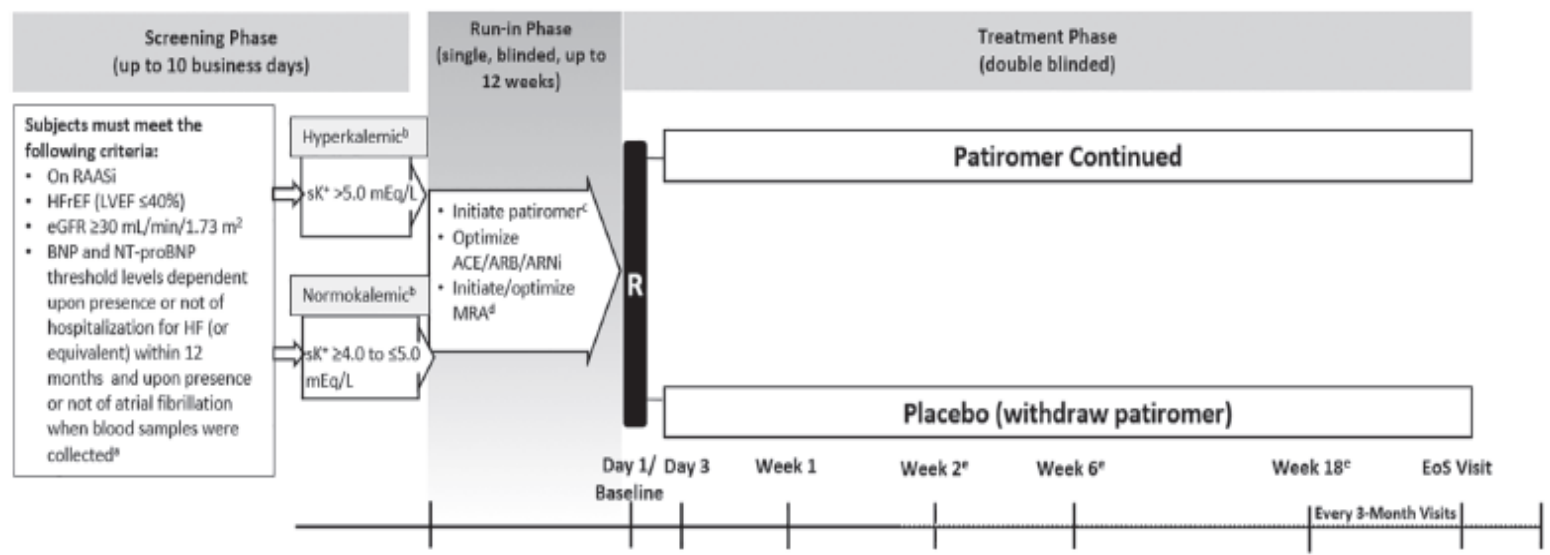 Screening Phase
(up to 10 business days)
Run-in Phase
(single, blinded, up to
12 weeks)
Treatment Phase
(double blinded)
Subjects must meet the
following criteria:
• On RAASi
• HFrEF (LVEF ≤40%)
• eGFR ≥30 mL/min/1.73 m²
• BNP and NT-proBNP
threshold levels dependent
upon presence or not of
hospitalization for HF (or
equivalent) within 12
months and upon presence
or not of atrial fibrillation
when blood samples were
collectedᵃ
Hyperkalemicᵇ
sK⁺ >5.0 mEq/L
Normokalemicᵇ
sK⁺ ≥4.0 to ≤5.0
mEq/L
• Initiate patiromerᶜ
• Optimize
ACE/ARB/ARNi
• Initiate/optimize
MRAᵈ
R
Patiromer Continued
Placebo (withdraw patiromer)
Day 1/
Baseline
Day 3
Week 1
Week 2ᵉ
Week 6ᵉ
Week 18ᶜ
EoS Visit
Every 3-Month Visits